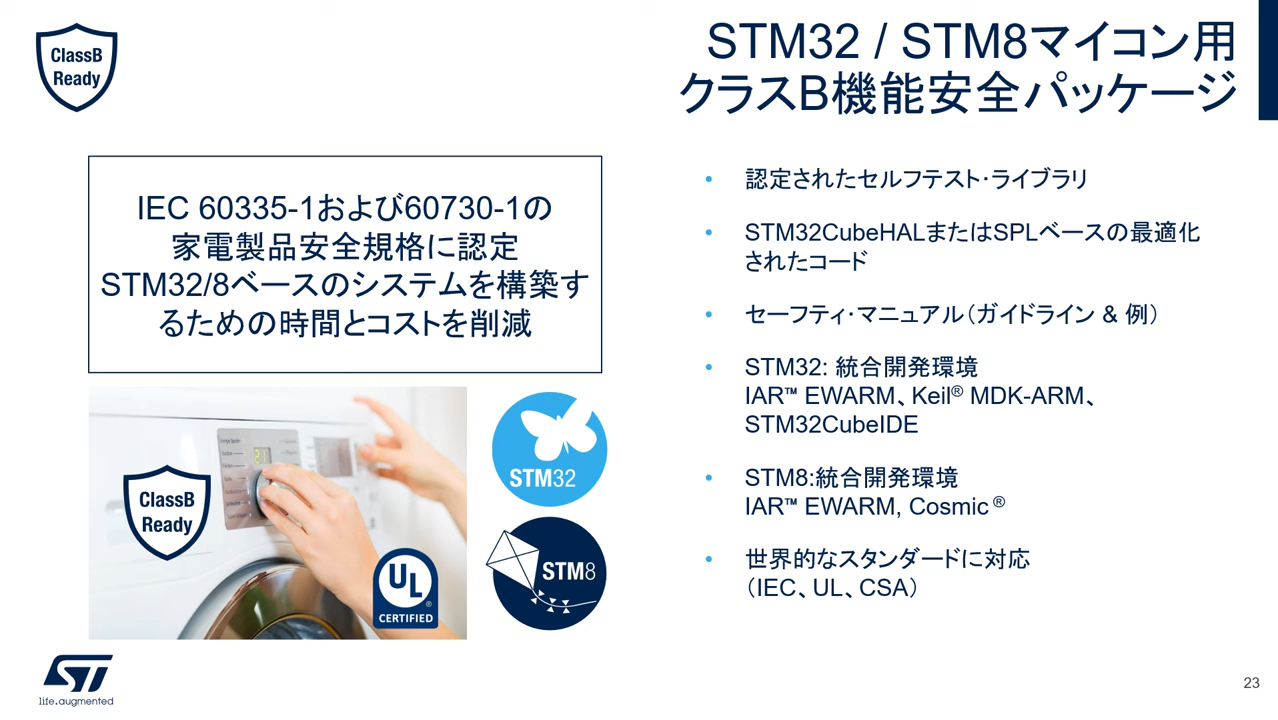 ClassB
Ready
STM32 / STM8マイコン用
クラスB機能安全パッケージ
IEC 60335-1および60730-1の
家電製品安全規格に認定
STM32/8ベースのシステムを構築す
るための時間とコストを削減
ClassB
Ready
UL
®
CERTIFIED
STM32
STM8
• 認定されたセルフテスト･ライブラリ
• STM32CubeHALまたはSPLベースの最適化
されたコード
• セーフティ･マニュアル（ガイドライン & 例）
• STM32: 統合開発環境
IAR™ EWARM、Keil® MDK-ARM、
STM32CubeIDE
• STM8:統合開発環境
IAR™ EWARM, Cosmic ®
• 世界的なスタンダードに対応
（IEC、UL、CSA）
ST
life.augmented
23